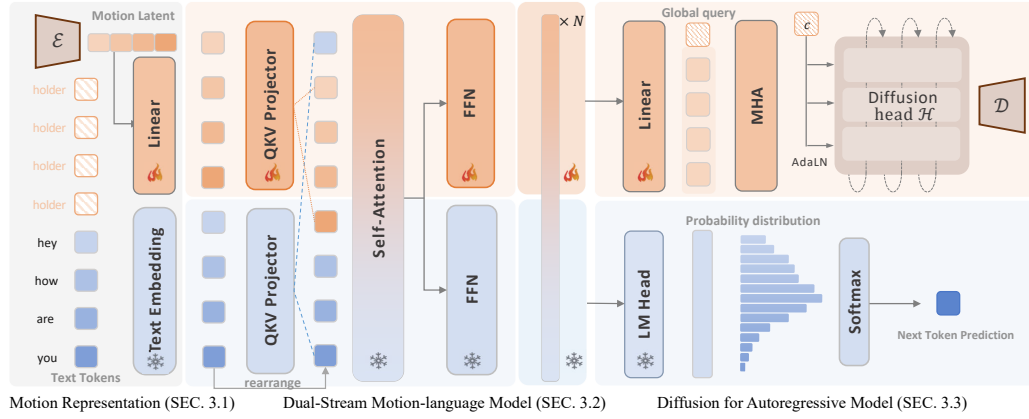 Motion Latent
ℰ
holder
holder
holder
holder
hey
how
are
you
Text Tokens
Linear
Text Embedding
QKV Projector
QKV Projector
rearrange
Self-Attention
FFN
FFN
× N
Linear
LM Head
Global query
MHA
c
AdaLN
Diffusion
head ℋ
𝒟
Probability distribution
Softmax
Next Token Prediction
Motion Representation (SEC. 3.1)
Dual-Stream Motion-language Model (SEC. 3.2)
Diffusion for Autoregressive Model (SEC. 3.3)